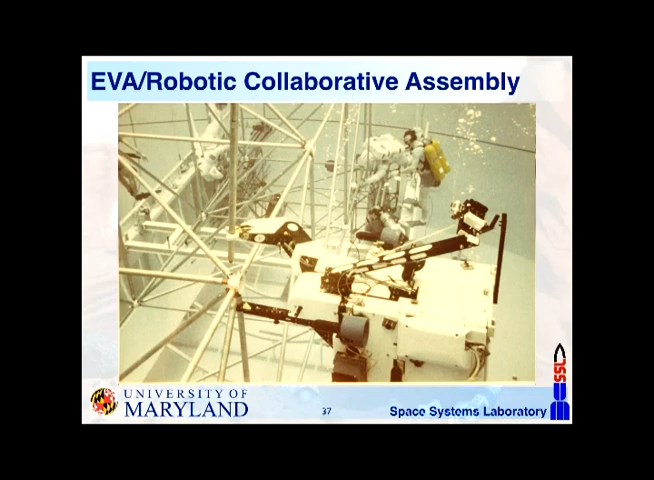 EVA/Robotic Collaborative Assembly
UNIVERSITY OF
MARYLAND
37
Space Systems Laboratory
SSL